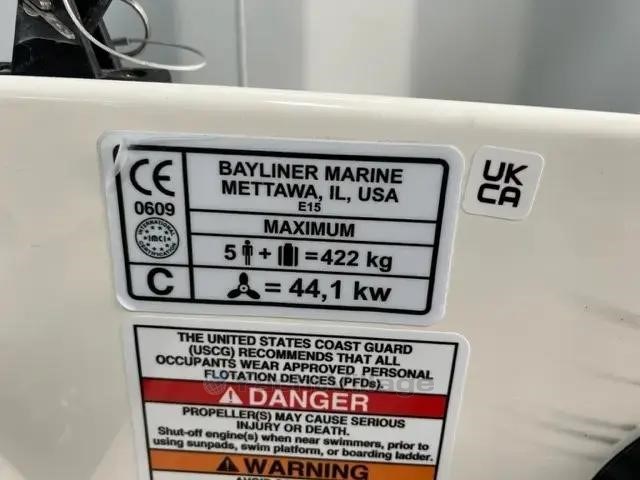 CE
0609
INTERNATIONAL
IMCI
CERTIFICATION
C
BAYLINER MARINE
METTAWA, IL, USA
E15
MAXIMUM
5 + = 422 kg
= 44,1 kw
UK
CA
THE UNITED STATES COAST GUARD
(USCG) RECOMMENDS THAT ALL
OCCUPANTS WEAR APPROVED, PERSONAL
FLOTATION DEVICES (PFDs).
DANGER
PROPELLER(S) MAY CAUSE SERIOUS
INJURY OR DEATH.
Shut-off engine(s) when near swimmers, prior to
using sunpads, swim platform, or boarding ladder.
WARNING